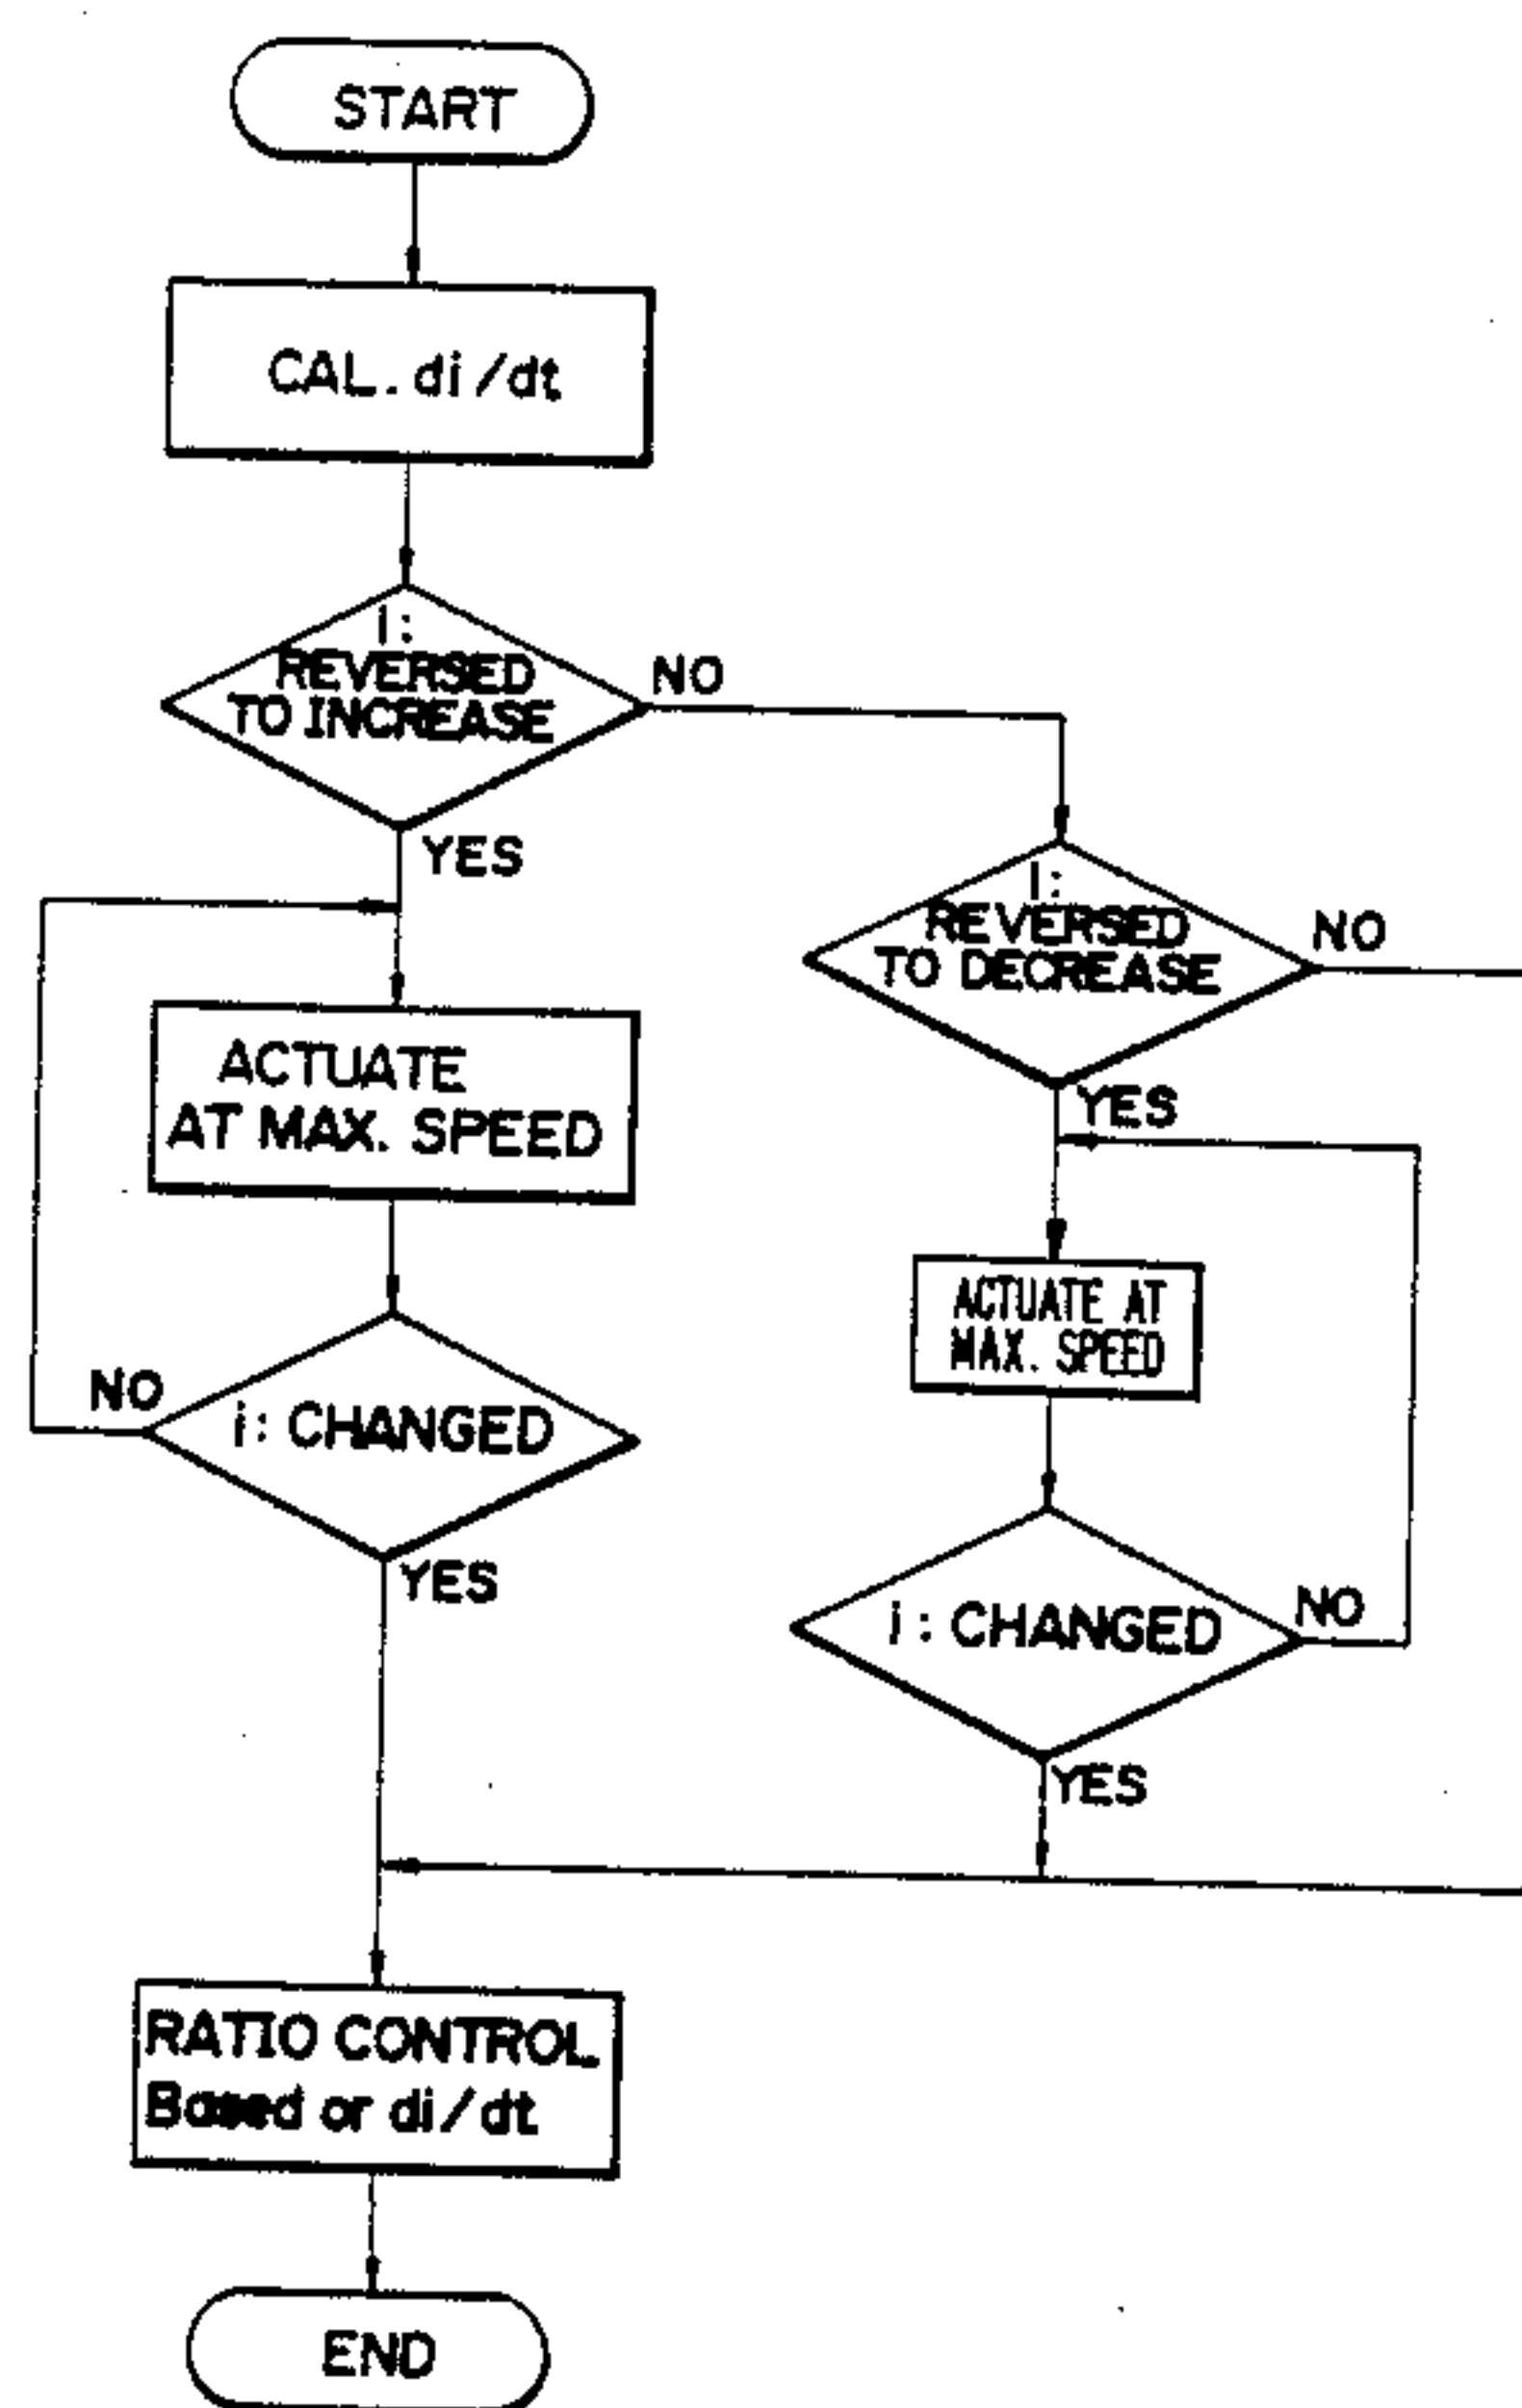 START
CAL. di/dt
i:
REVERSED
TO INCREASE
NO
YES
i:
REVERSED
TO DECREASE
NO
YES
ACTUATE
AT MAX. SPEED
ACTUATE AT
MAX. SPEED
NO
i: CHANGED
YES
i: CHANGED
NO
YES
RATIO CONTROL
Based or di/dt
END